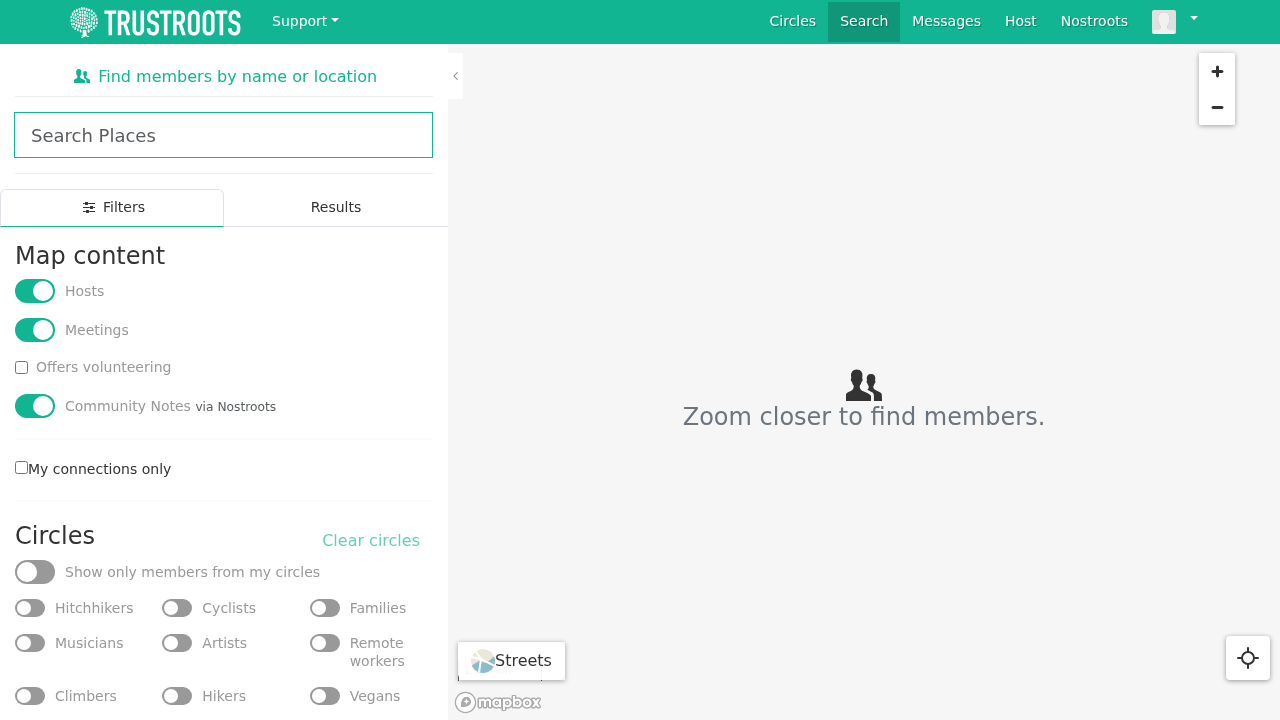 TRUSTROOTS
Support
Circles
Search
Messages
Host
Nostroots
Find members by name or location
Search Places
Filters
Results
Map content
Hosts
Meetings
Offers volunteering
Community Notes via Nostroots
My connections only
Circles
Clear circles
Show only members from my circles
Hitchhikers
Cyclists
Families
Musicians
Artists
Remote
workers
Climbers
Hikers
Vegans
Zoom closer to find members.
Streets
mapbox